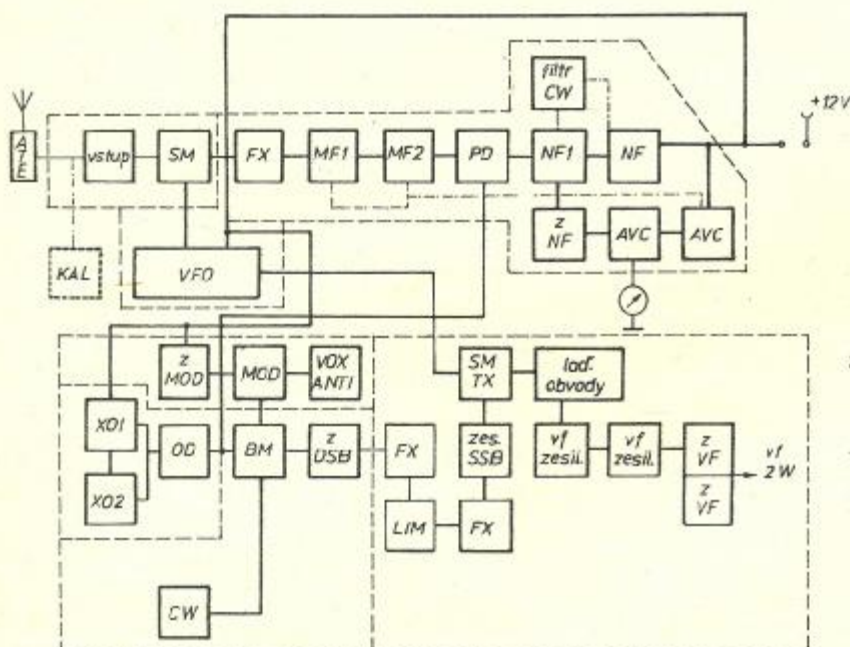 filtr
CW
+12V
ATE
vstup
SM
FX
MF1
MF2
PD
NF1
NF
z
NF
AVC
AVC
KAL
VFO
z
MOD
MOD
VOX
ANTI
SM
TX
lad.
obvody
XO1
OD
BM
z
DSB
FX
zes.
SSB
vf
zesil.
vf
zesil.
z
VF
z
VF
vf
2W
XO2
LIM
FX
CW